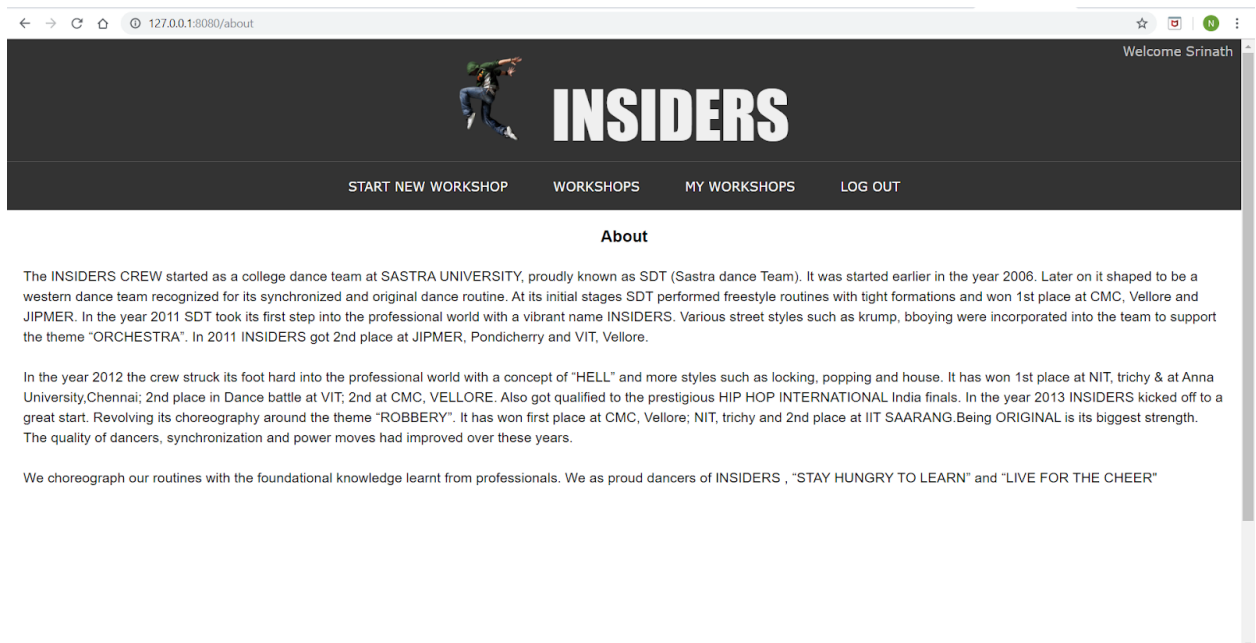 127.0.0.1:8080/about
N
Welcome Srinath
INSIDERS
START NEW WORKSHOP WORKSHOPS MY WORKSHOPS LOG OUT
About
The INSIDERS CREW started as a college dance team at SASTRA UNIVERSITY, proudly known as SDT (Sastra dance Team). It was started earlier in the year 2006. Later on it shaped to be a
western dance team recognized for its synchronized and original dance routine. At its initial stages SDT performed freestyle routines with tight formations and won 1st place at CMC, Vellore and
JIPMER. In the year 2011 SDT took its first step into the professional world with a vibrant name INSIDERS. Various street styles such as krump, bboying were incorporated into the team to support
the theme “ORCHESTRA”. In 2011 INSIDERS got 2nd place at JIPMER, Pondicherry and VIT, Vellore.
In the year 2012 the crew struck its foot hard into the professional world with a concept of “HELL” and more styles such as locking, popping and house. It has won 1st place at NIT, trichy & at Anna
University,Chennai; 2nd place in Dance battle at VIT; 2nd at CMC, VELLORE. Also got qualified to the prestigious HIP HOP INTERNATIONAL India finals. In the year 2013 INSIDERS kicked off to a
great start. Revolving its choreography around the theme “ROBBERY”. It has won first place at CMC, Vellore; NIT, trichy and 2nd place at IIT SAARANG.Being ORIGINAL is its biggest strength.
The quality of dancers, synchronization and power moves had improved over these years.
We choreograph our routines with the foundational knowledge learnt from professionals. We as proud dancers of INSIDERS , “STAY HUNGRY TO LEARN” and “LIVE FOR THE CHEER"